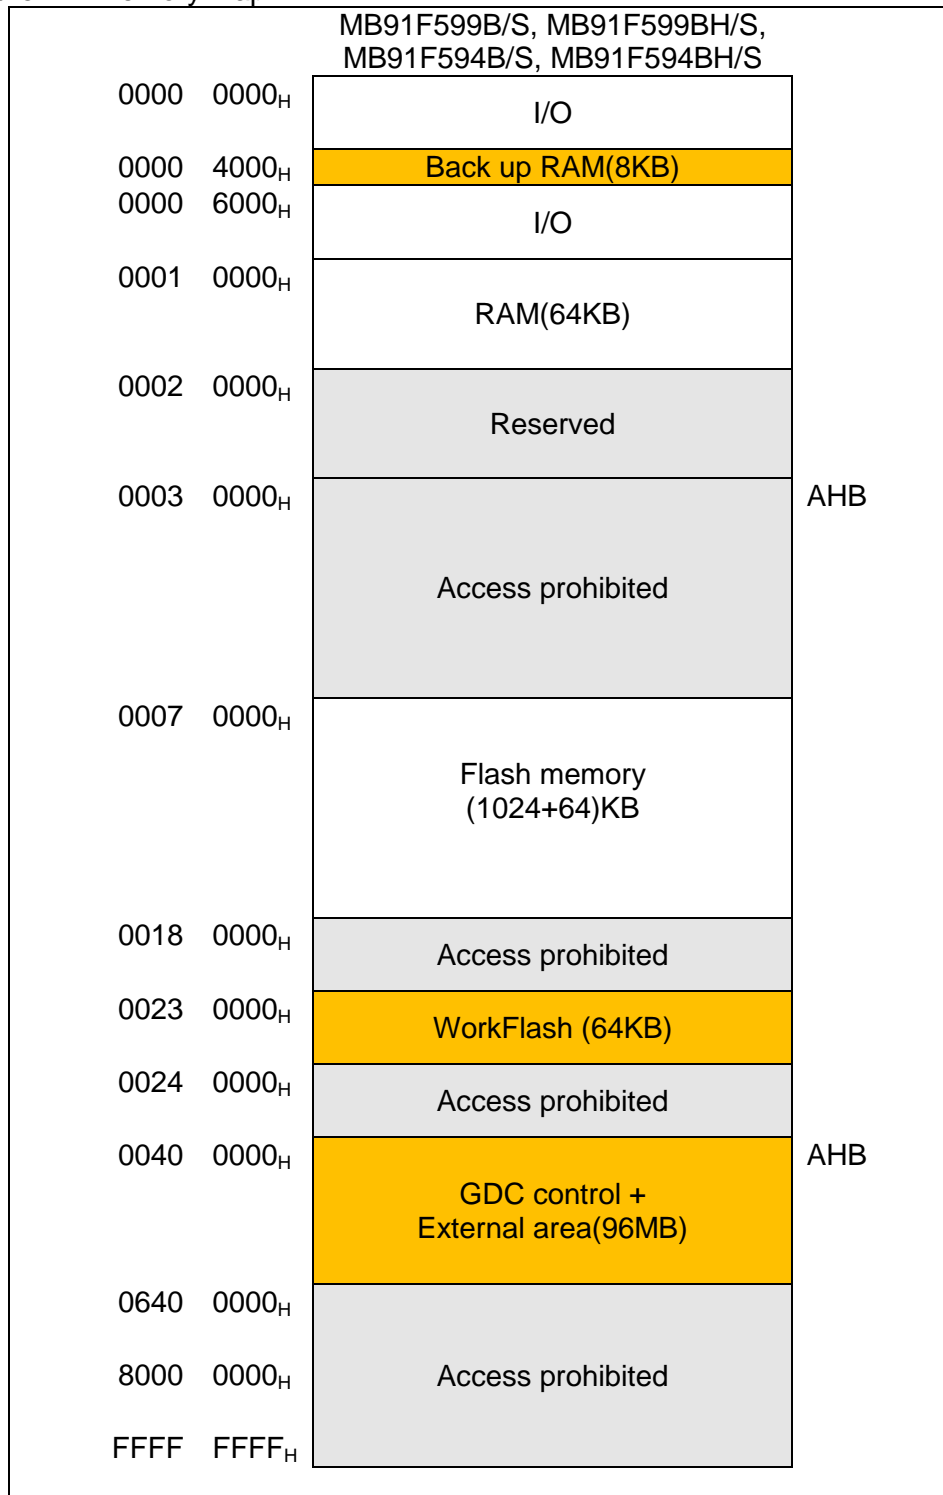 MB91F599B/S, MB91F599BH/S,
MB91F594B/S, MB91F594BH/S
0000 0000H
I/O
0000 4000H
Back up RAM(8KB)
0000 6000H
I/O
0001 0000H
RAM(64KB)
0002 0000H
Reserved
0003 0000H
AHB
Access prohibited
0007 0000H
Flash memory
(1024+64)KB
0018 0000H
Access prohibited
0023 0000H
WorkFlash (64KB)
0024 0000H
Access prohibited
0040 0000H
AHB
GDC control +
External area(96MB)
0640 0000H
8000 0000H
Access prohibited
FFFF FFFFH